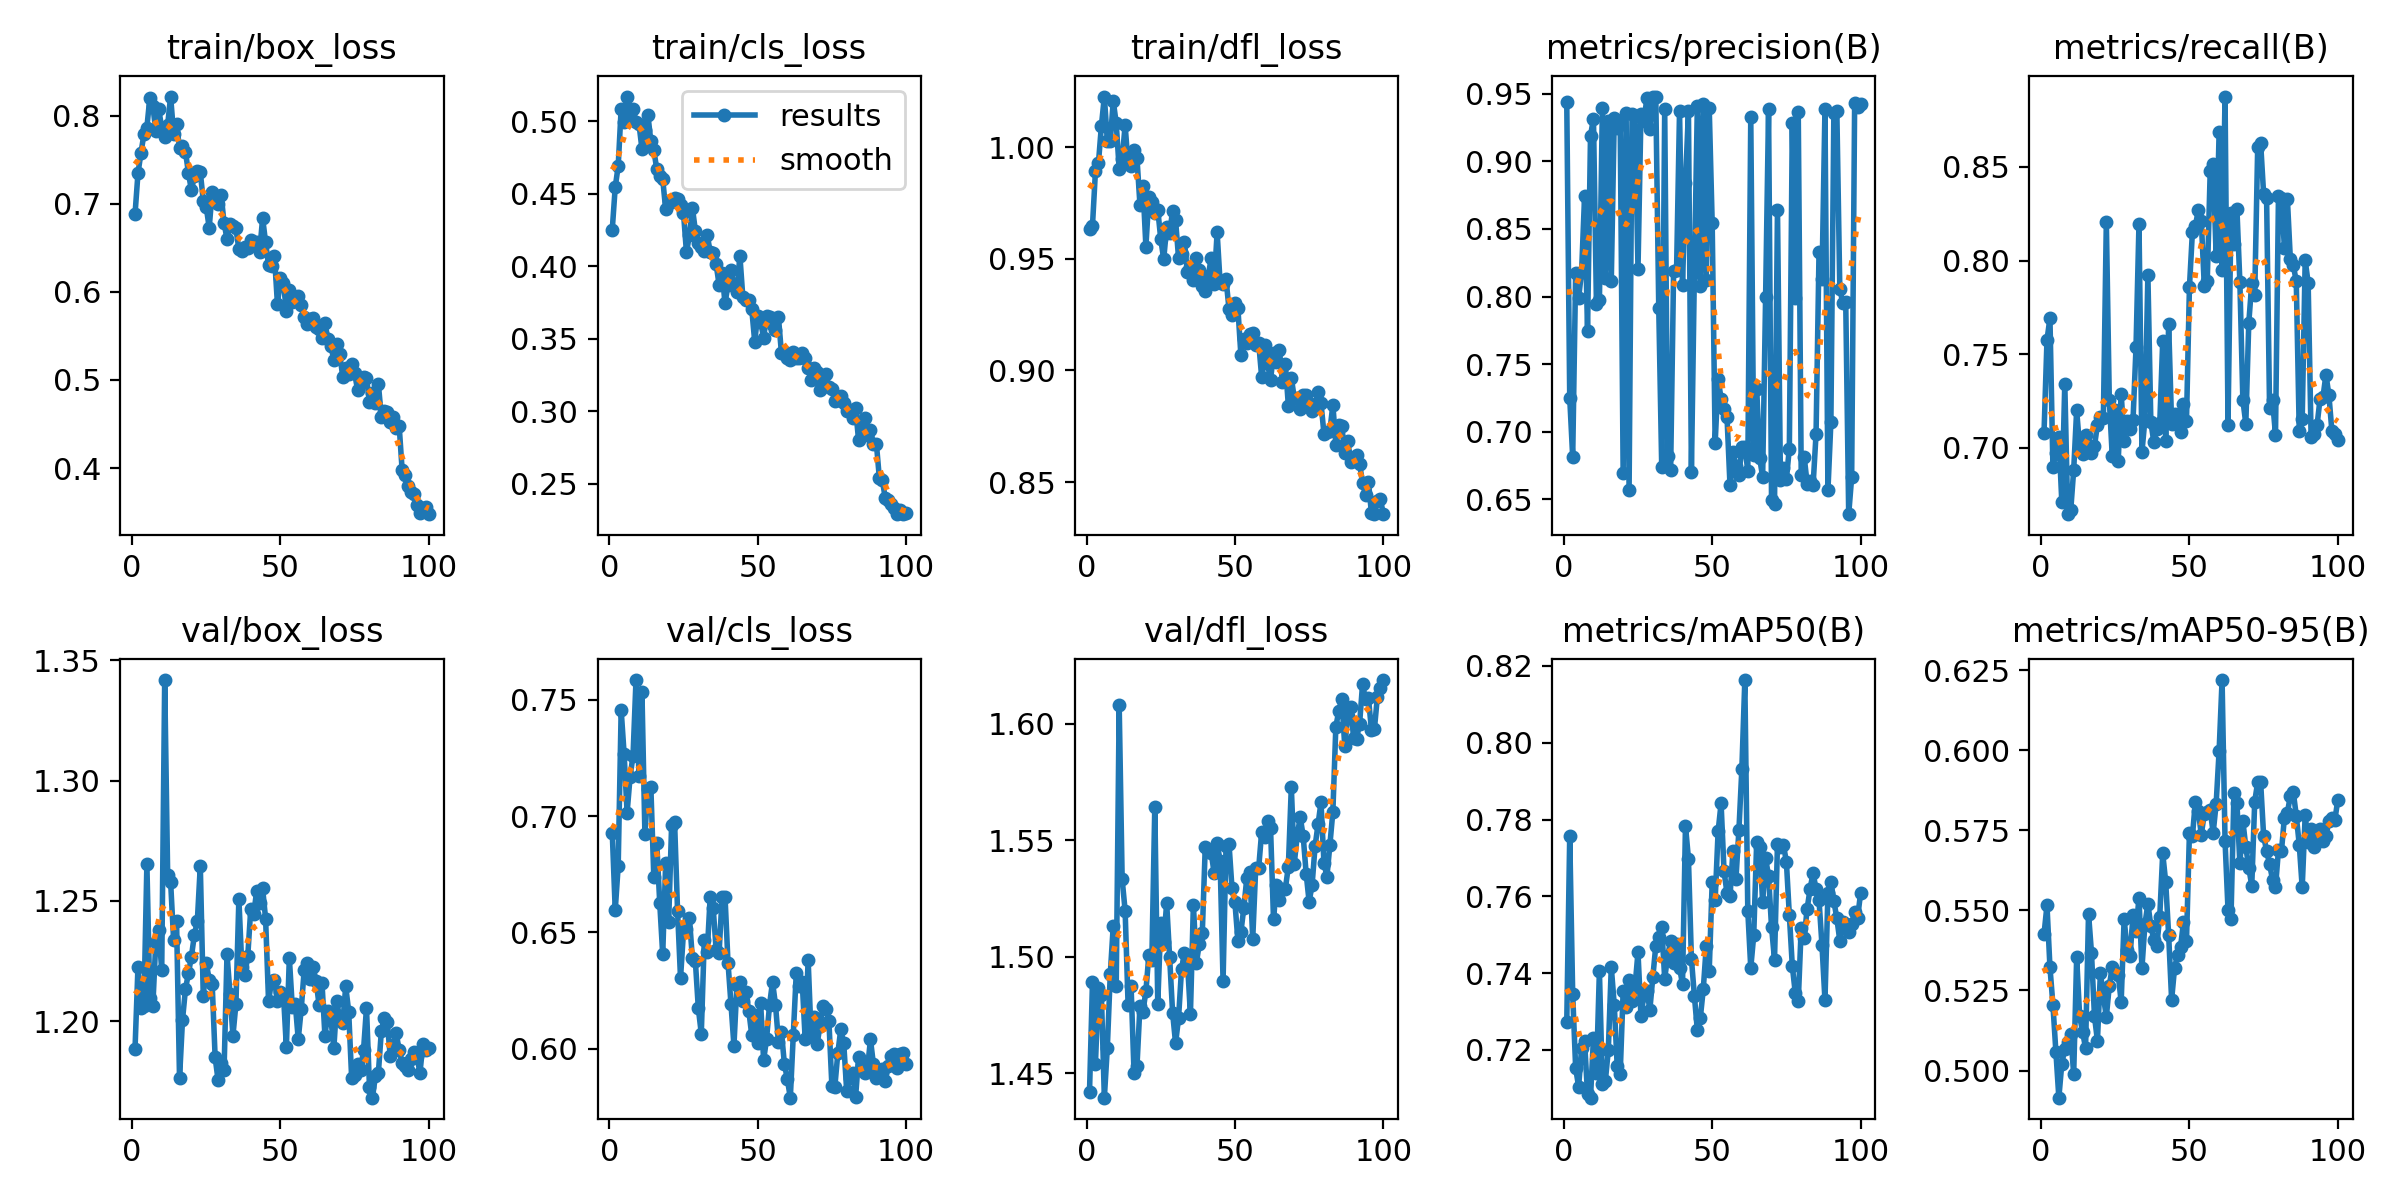 train/box_loss
train/cls_loss
train/dfl_loss
metrics/precision(B)
metrics/recall(B)
results
smooth
0.8
0.7
0.6
0.5
0.4
0 50 100
0.50
0.45
0.40
0.35
0.30
0.25
0 50 100
1.00
0.95
0.90
0.85
0 50 100
0.95
0.90
0.85
0.80
0.75
0.70
0.65
0 50 100
0.85
0.80
0.75
0.70
0 50 100
val/box_loss
val/cls_loss
val/dfl_loss
metrics/mAP50(B)
metrics/mAP50-95(B)
1.35
1.30
1.25
1.20
0 50 100
0.75
0.70
0.65
0.60
0 50 100
1.60
1.55
1.50
1.45
0 50 100
0.82
0.80
0.78
0.76
0.74
0.72
0 50 100
0.625
0.600
0.575
0.550
0.525
0.500
0 50 100